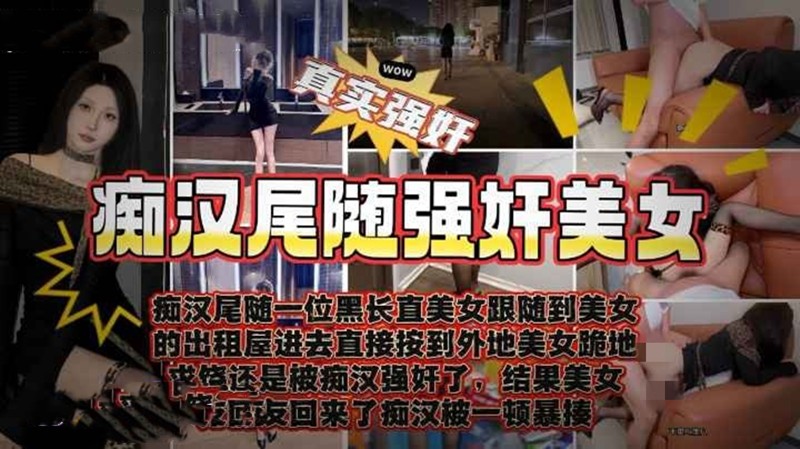 WOW
真实强奸
痴汉尾随强奸美女
痴汉尾随一位黑长直美女跟随到美女
的出租屋进去直接按到外地美女跪地
求饶还是被痴汉强奸了，结果美女
友回来了痴汉被一顿暴揍